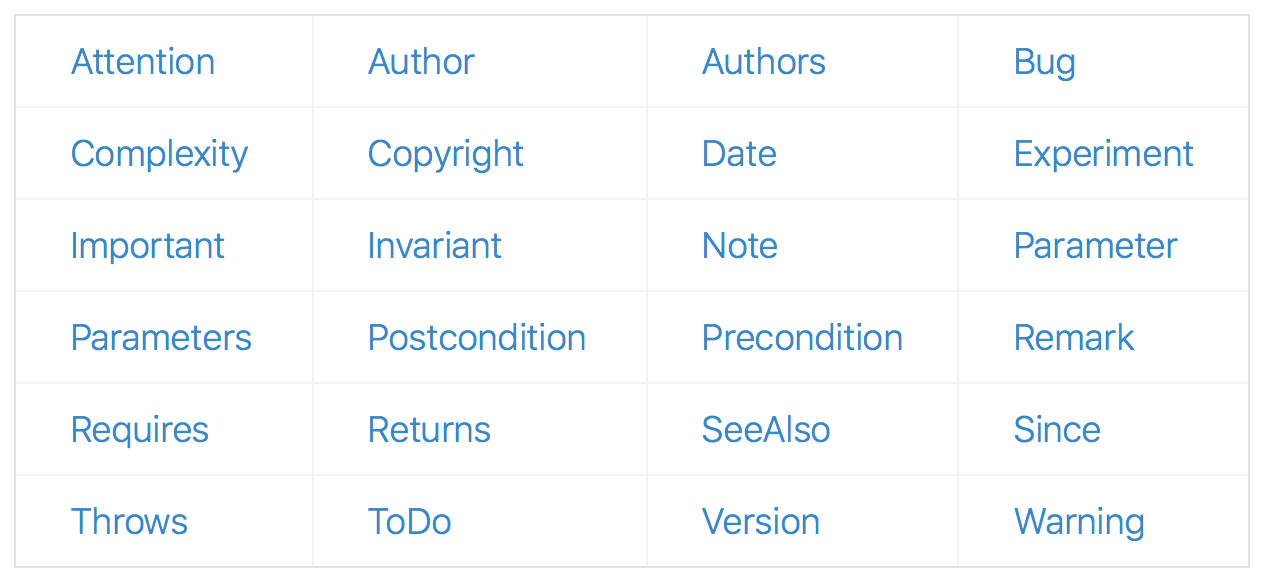 Attention Author Authors Bug
Complexity Copyright Date Experiment
Important Invariant Note Parameter
Parameters Postcondition Precondition Remark
Requires Returns SeeAlso Since
Throws ToDo Version Warning